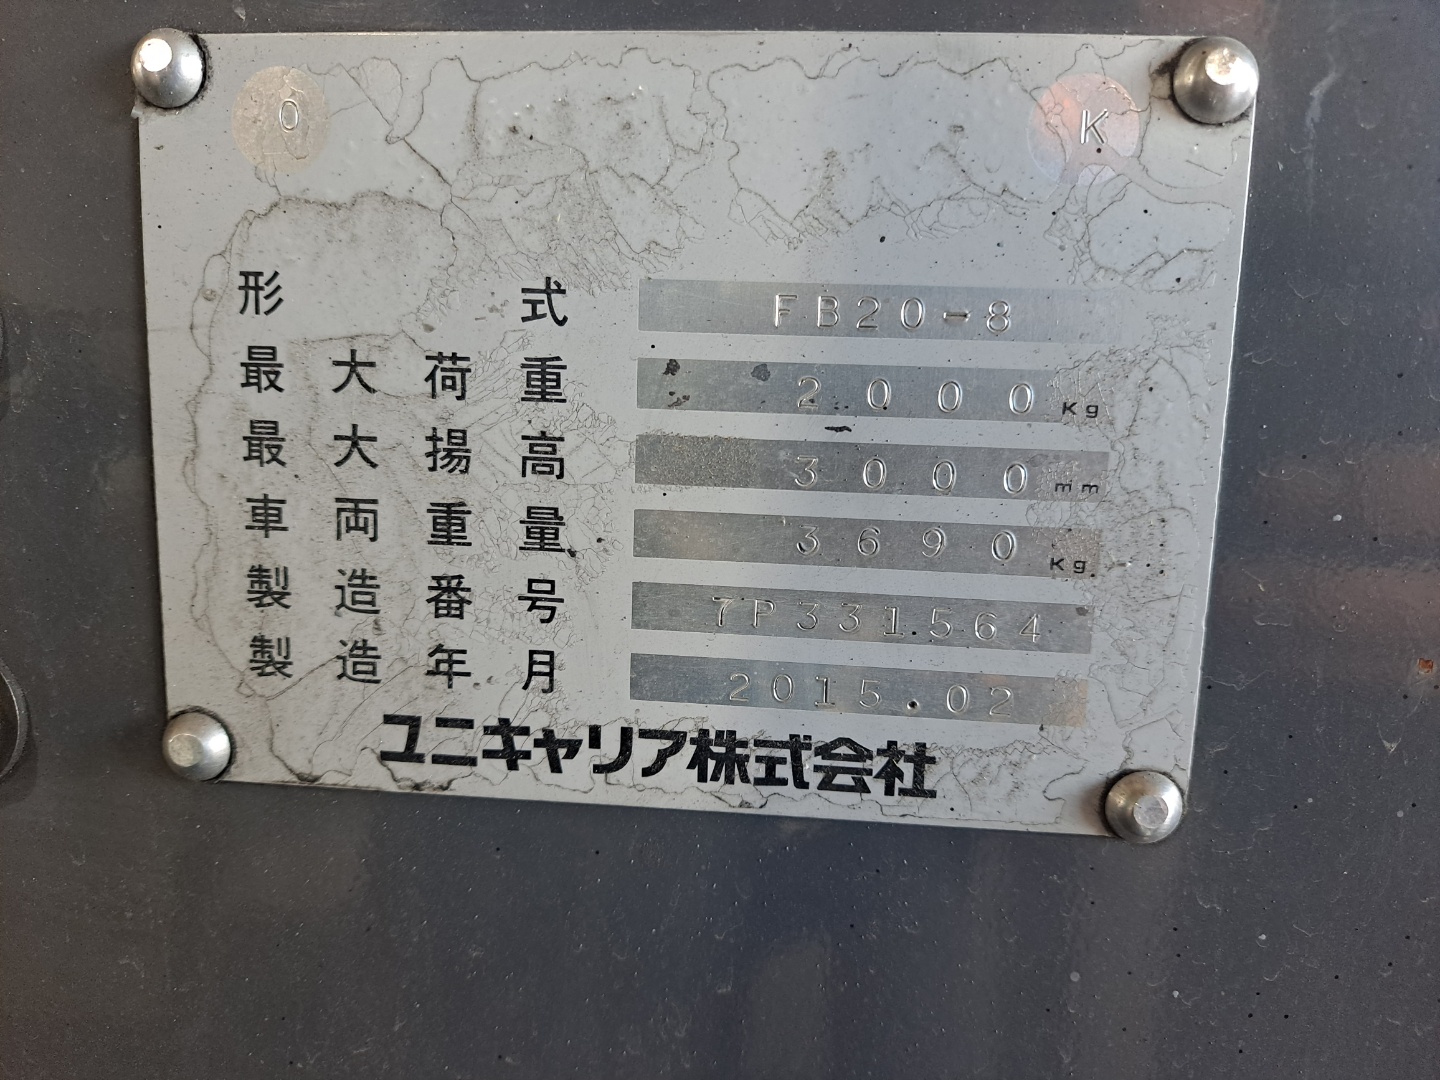 O K
形式 FB20-8
最大荷重 2000 Kg
最大揚高 3000 mm
車両重量 3690 Kg
製造番号 7P331564
製造年月 2015.02
ユニキャリア株式会社